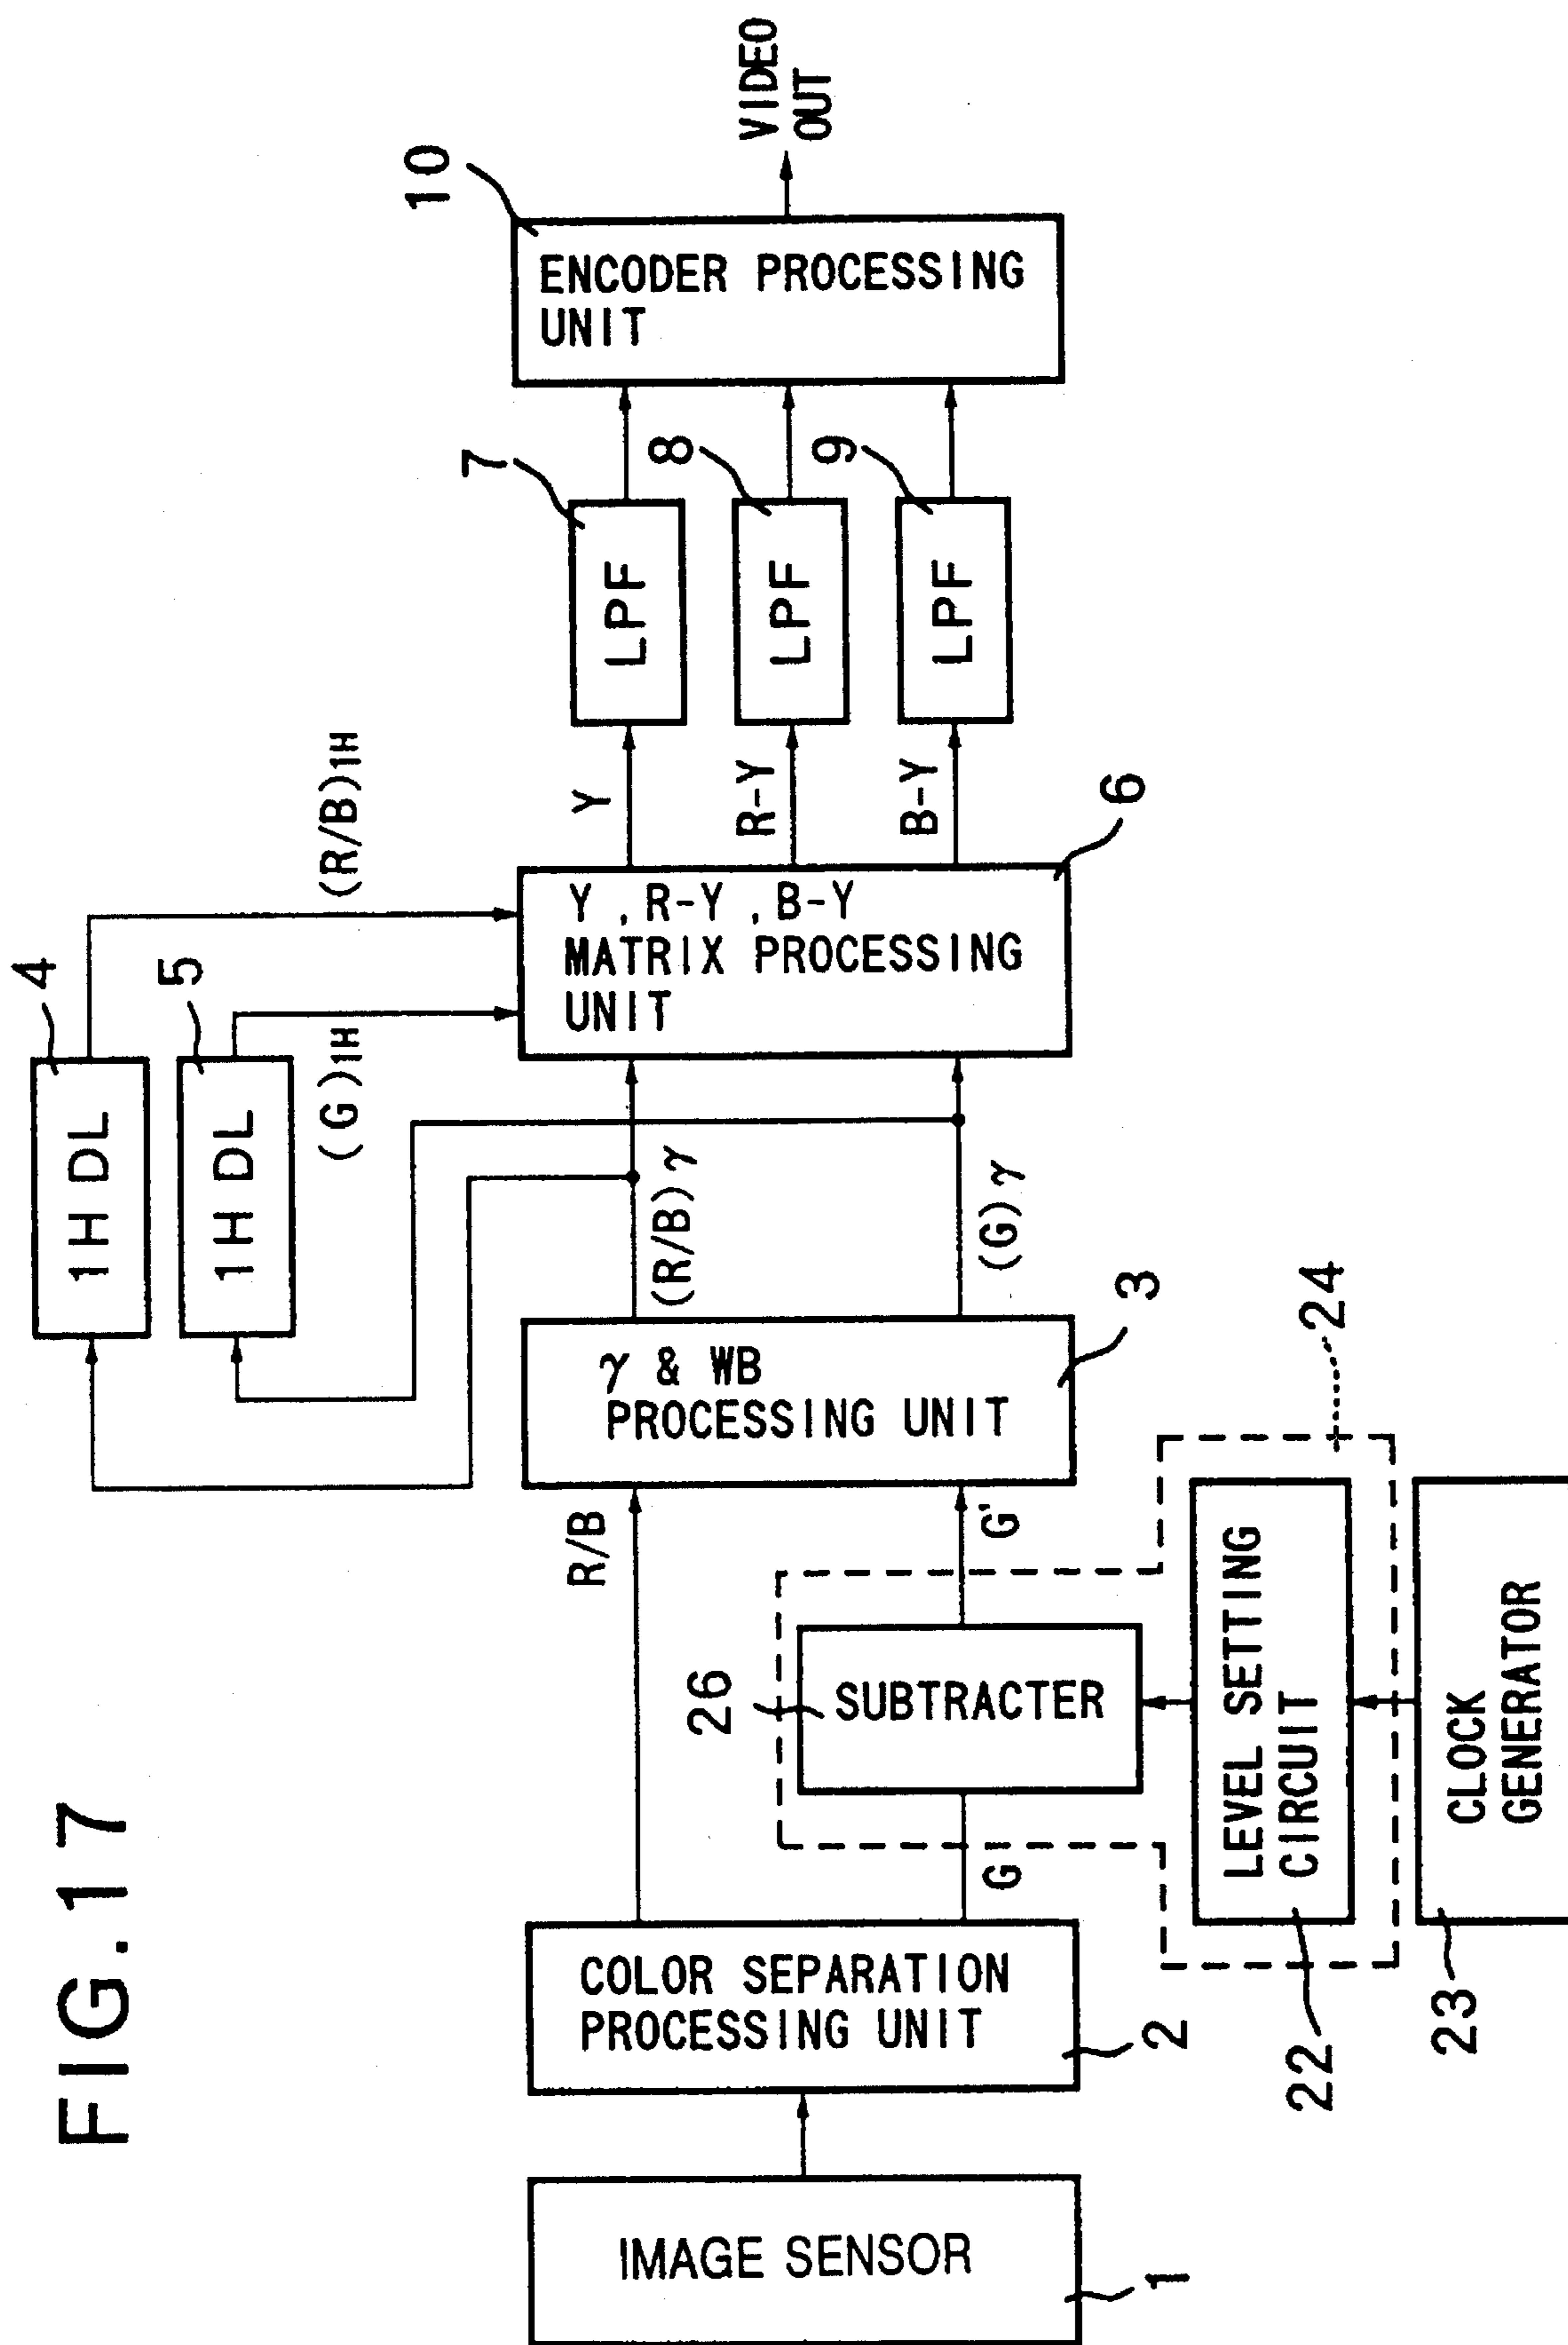 FIG.17
IMAGE SENSOR
1
COLOR SEPARATION
PROCESSING UNIT
2
R/B
G
26
SUBTRACTER
G'
LEVEL SETTING
CIRCUIT
22
24
CLOCK
GENERATOR
23
γ & WB
PROCESSING UNIT
3
(R/B)γ
(G)γ
1H DL
4
1H DL
5
(R/B)1H
(G)1H
Y , R-Y , B-Y
MATRIX PROCESSING
UNIT
6
Y
R-Y
B-Y
LPF
7
LPF
8
LPF
9
ENCODER PROCESSING
UNIT
10
VIDEO
OUT